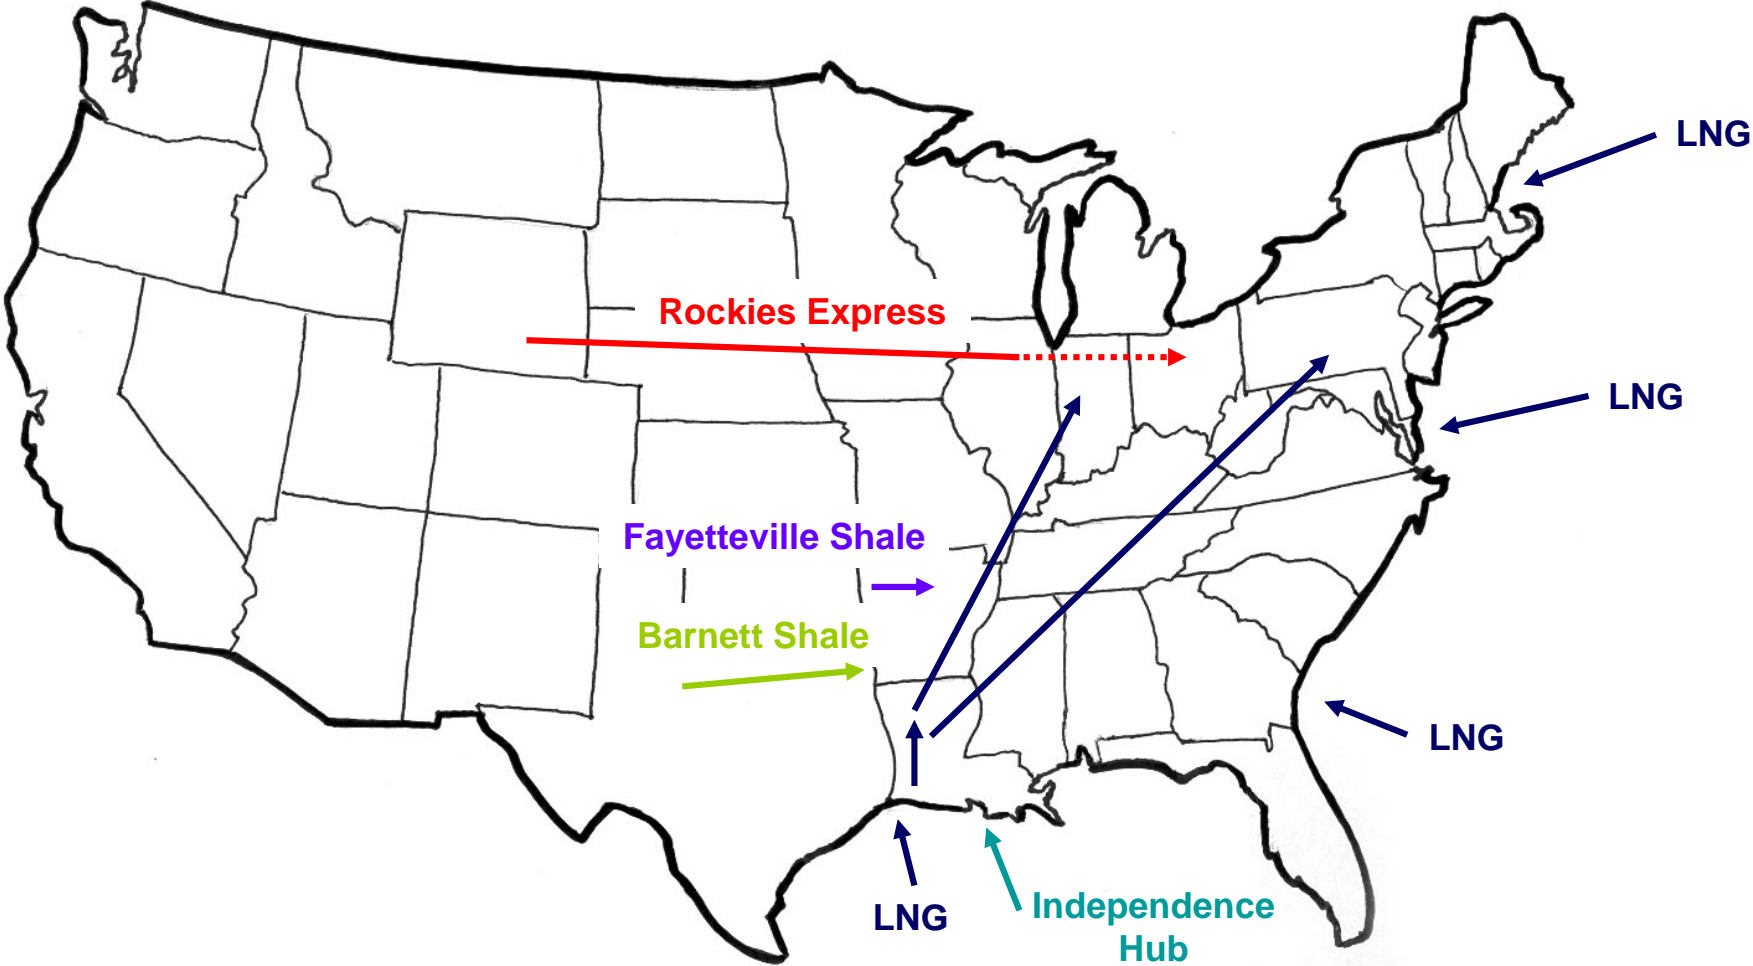 LNG
Rockies Express
LNG
Fayetteville Shale
Barnett Shale
LNG
LNG
Independence
Hub